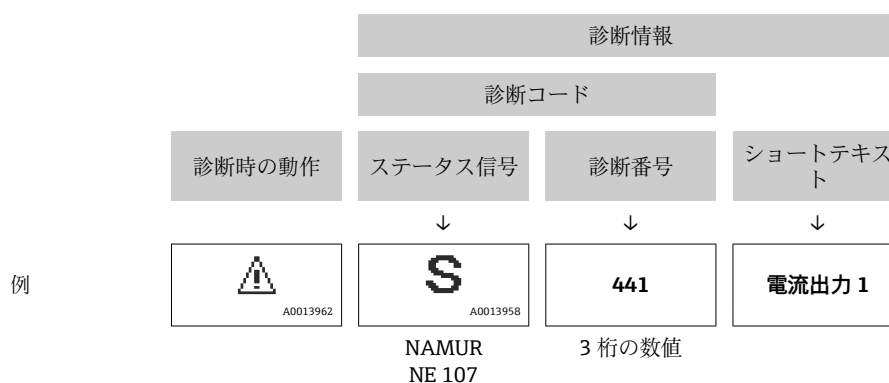 診断情報
診断コード
診断時の動作
ステータス信号
診断番号
ショートテキス
ト
↓
↓
↓
例
A0013962
S
A0013958
441
電流出力 1
NAMUR
NE 107
3 桁の数値